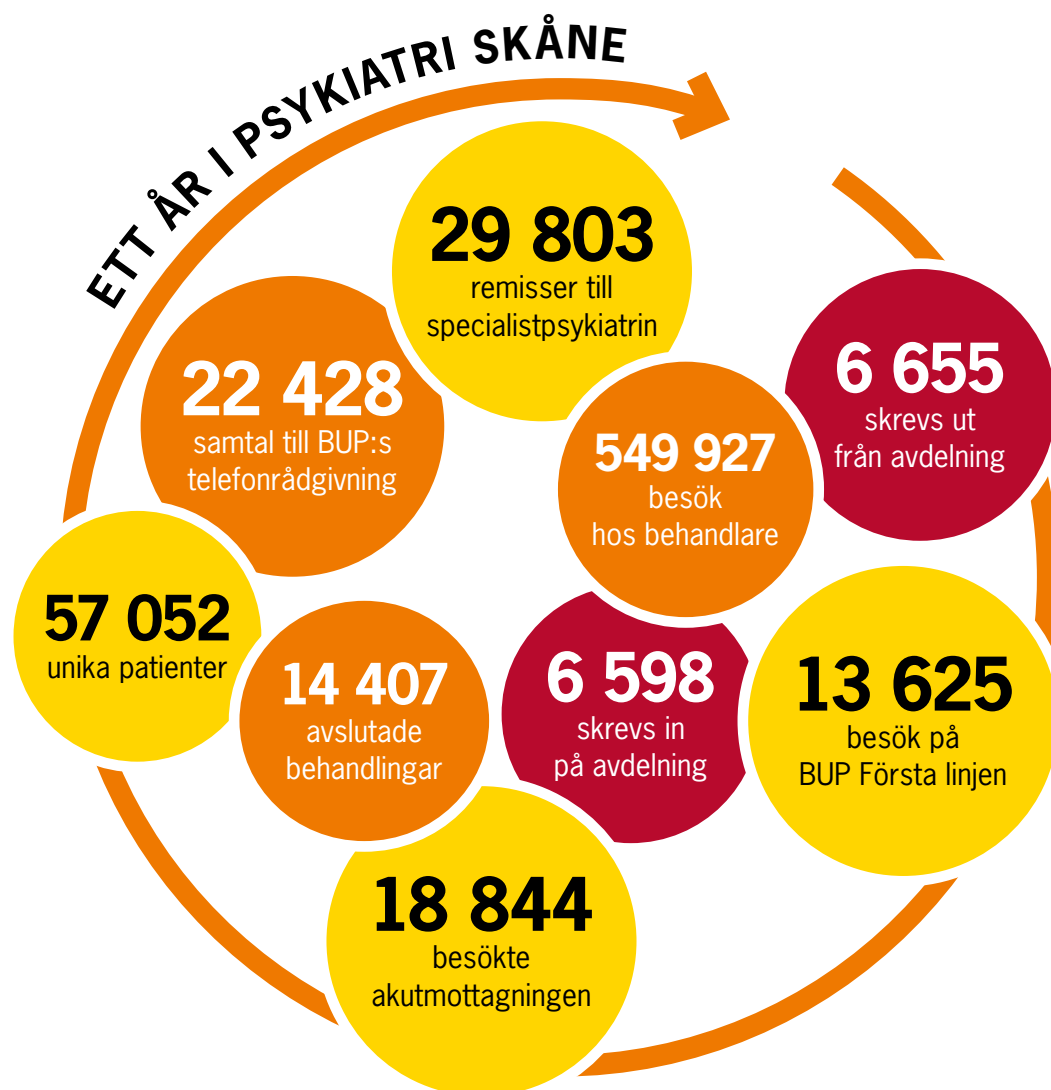 ETT ÅR I PSYKIATRI SKÅNE
29 803
remisser till
specialistpsykiatrin
6 655
skrevs ut
från avdelning
22 428
samtal till BUP:s
telefonrådgivning
549 927
besök
hos behandlare
57 052
unika patienter
14 407
avslutade
behandlingar
6 598
skrevs in
på avdelning
13 625
besök på
BUP Första linjen
18 844
besökte
akutmottagningen